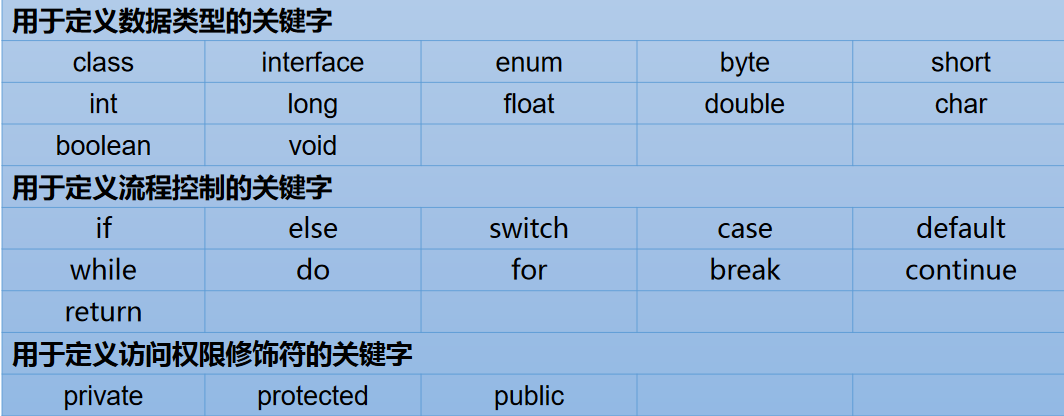 用于定义数据类型的关键字
class interface enum byte short
int long float double char
boolean void
用于定义流程控制的关键字
if else switch case default
while do for break continue
return
用于定义访问权限修饰符的关键字
private protected public